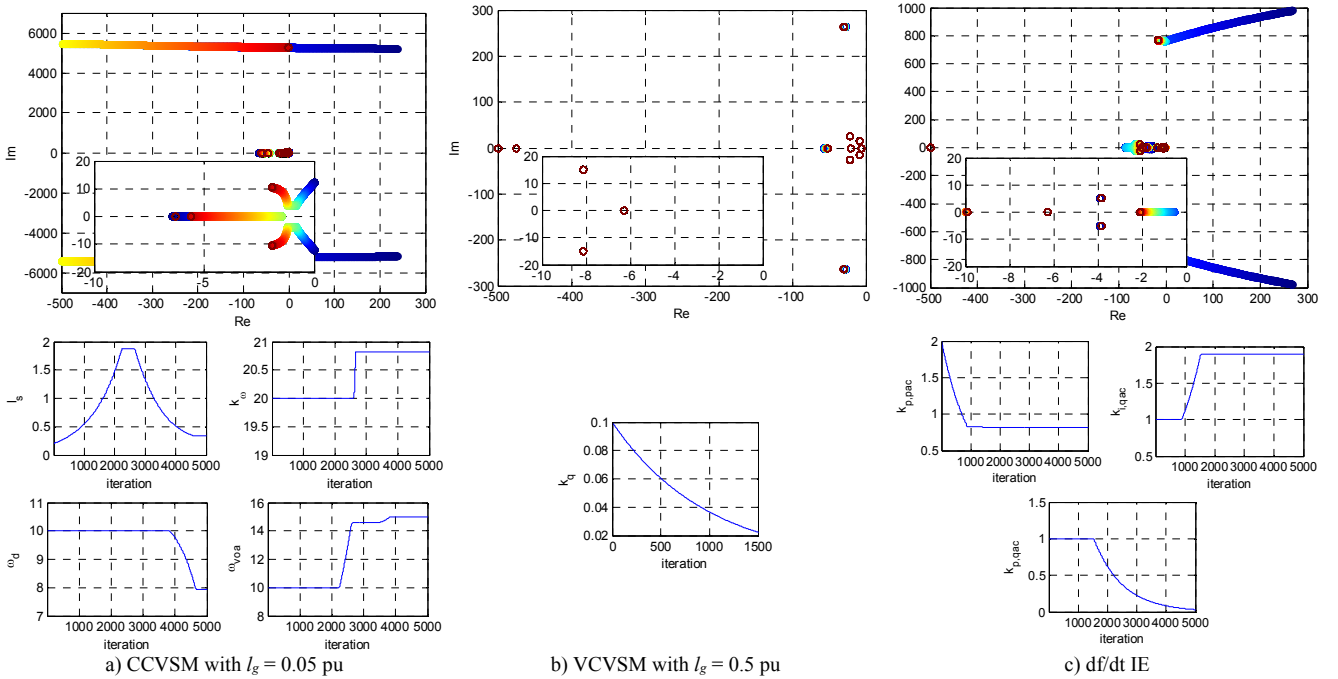 6000
4000
2000
0
-2000
-4000
-6000
Im
-500 -400 -300 -200 -100 0 100 200 300
Re
20
10
0
-10
-20
-10 -5 0
300
200
100
0
-100
-200
-300
Im
-500 -400 -300 -200 -100 0
Re
20
15
10
5
0
-5
-10
-15
-20
-10 -8 -6 -4 -2 0
1000
800
600
400
200
0
-200
-400
-600
-800
-1000
-500 -400 -300 -200 -100 0 100 200 300
Re
20
10
0
-10
-20
-10 -8 -6 -4 -2 0
2
1.5
1
0.5
0
l_s
1000 2000 3000 4000 5000
iteration
21
20.5
20
19.5
19
k_ω
1000 2000 3000 4000 5000
iteration
11
10
9
8
7
ω_d
1000 2000 3000 4000 5000
iteration
16
14
12
10
8
ω_voa
1000 2000 3000 4000 5000
iteration
0.1
0.08
0.06
0.04
0.02
k_q
0 500 1000 1500
iteration
2
1.5
1
0.5
k_p,pac
1000 2000 3000 4000 5000
iteration
2
1.5
1
0.5
k_i,qac
1000 2000 3000 4000 5000
iteration
1.5
1
0.5
0
k_p,qac
1000 2000 3000 4000 5000
iteration
a) CCVSM with l_g = 0.05 pu
b) VCVSM with l_g = 0.5 pu
c) df/dt IE